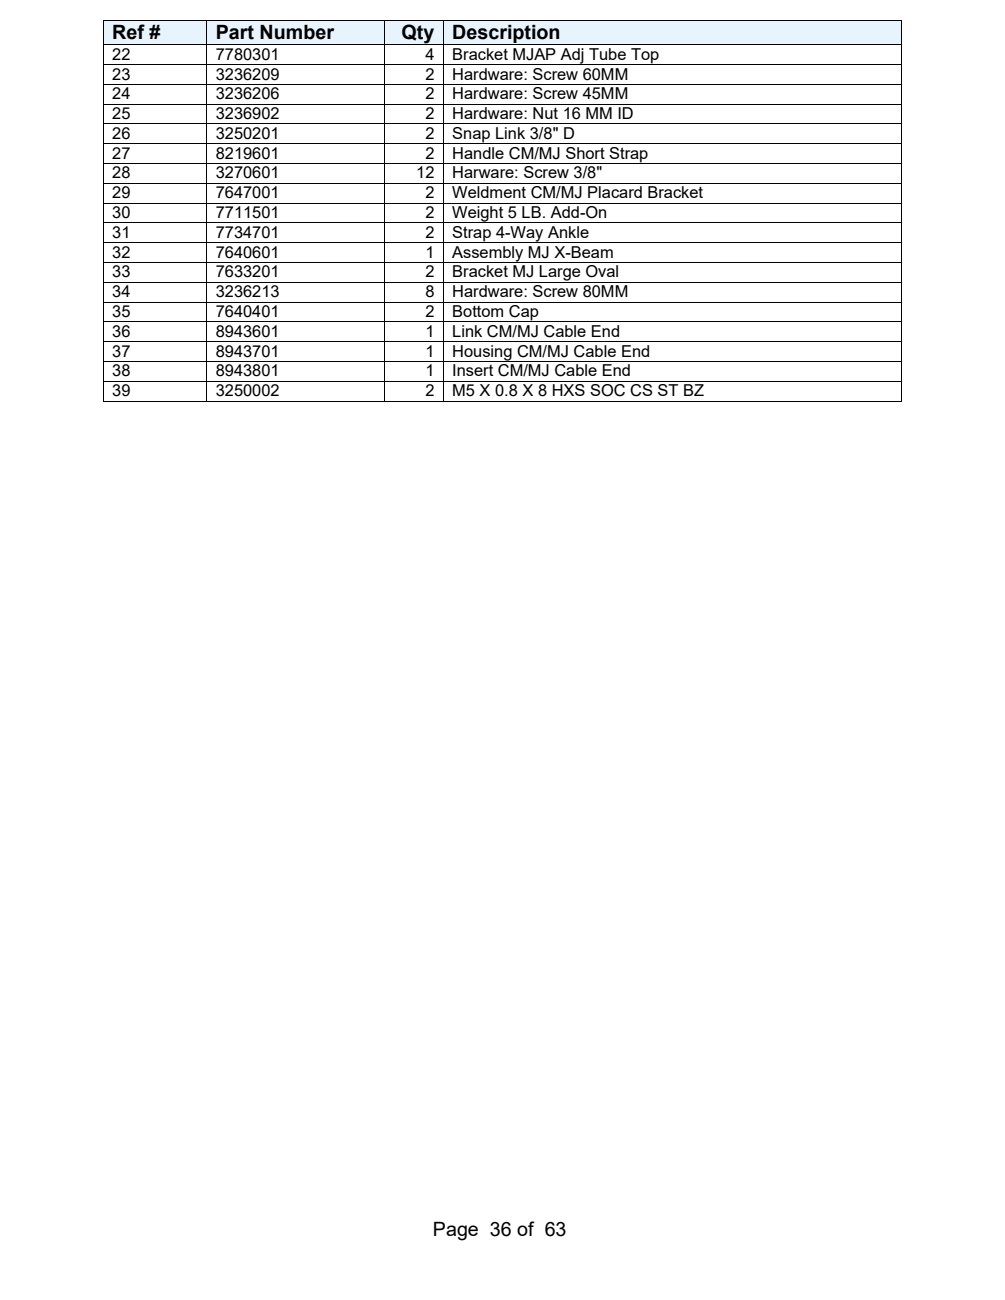 Ref # Part Number Qty Description
22 7780301 4 Bracket MJAP Adj Tube Top
23 3236209 2 Hardware: Screw 60MM
24 3236206 2 Hardware: Screw 45MM
25 3236902 2 Hardware: Nut 16 MM ID
26 3250201 2 Snap Link 3/8" D
27 8219601 2 Handle CM/MJ Short Strap
28 3270601 12 Harware: Screw 3/8"
29 7647001 2 Weldment CM/MJ Placard Bracket
30 7711501 2 Weight 5 LB. Add-On
31 7734701 2 Strap 4-Way Ankle
32 7640601 1 Assembly MJ X-Beam
33 7633201 2 Bracket MJ Large Oval
34 3236213 8 Hardware: Screw 80MM
35 7640401 2 Bottom Cap
36 8943601 1 Link CM/MJ Cable End
37 8943701 1 Housing CM/MJ Cable End
38 8943801 1 Insert CM/MJ Cable End
39 3250002 2 M5 X 0.8 X 8 HXS SOC CS ST BZ
Page 36 of 63